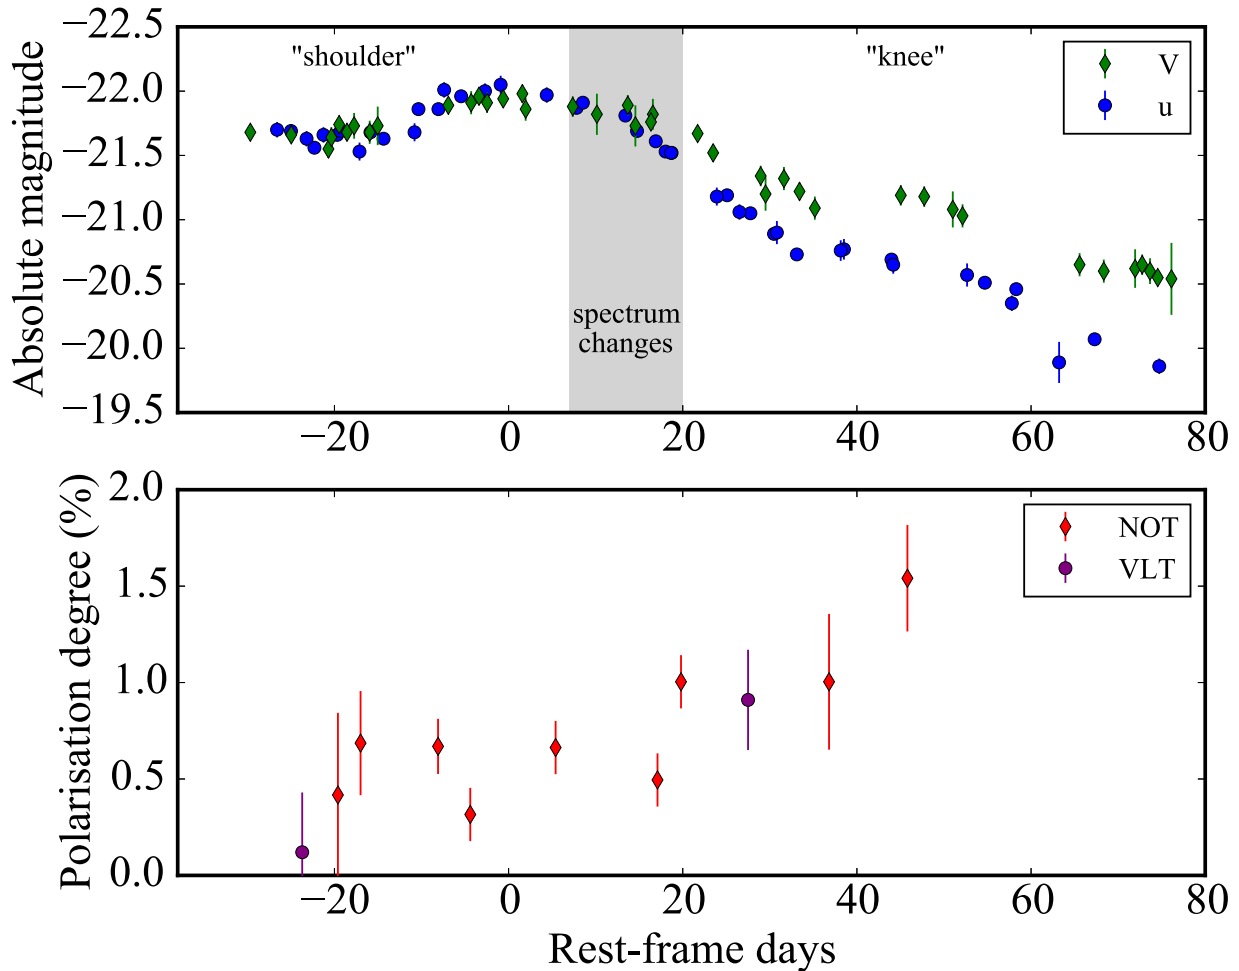 −22.5
−22.0
−21.5
−21.0
−20.5
−20.0
−19.5
Absolute magnitude
"shoulder"
"knee"
V
u
spectrum
changes
−20
0
20
40
60
80
2.0
1.5
1.0
0.5
0.0
Polarisation degree (%)
NOT
VLT
−20
0
20
40
60
80
Rest-frame days